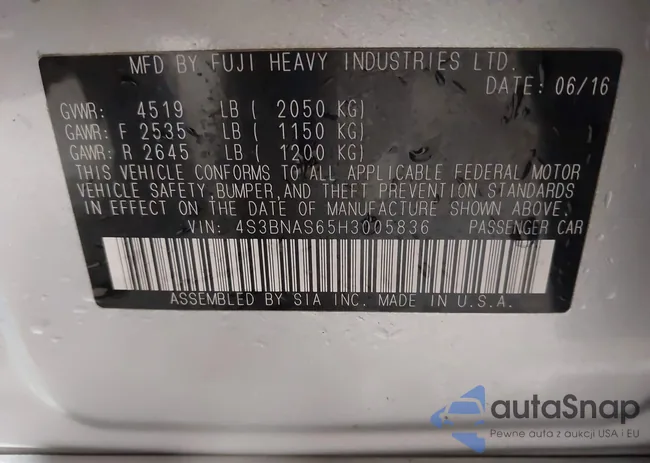 MFD BY FUJI HEAVY INDUSTRIES LTD.
DATE: 06/16
GVWR: 4519 LB ( 2050 KG)
GAWR: F 2535 LB ( 1150 KG)
GAWR: R 2645 LB ( 1200 KG)
THIS VEHICLE CONFORMS TO ALL APPLICABLE FEDERAL MOTOR
VEHICLE SAFETY, BUMPER, AND THEFT PREVENTION STANDARDS
IN EFFECT ON THE DATE OF MANUFACTURE SHOWN ABOVE.
VIN: 4S3BNAS65H3005836 PASSENGER CAR
ASSEMBLED BY SIA INC. MADE IN U.S.A.
autaSnap
Pewne auta z aukcji USA i EU